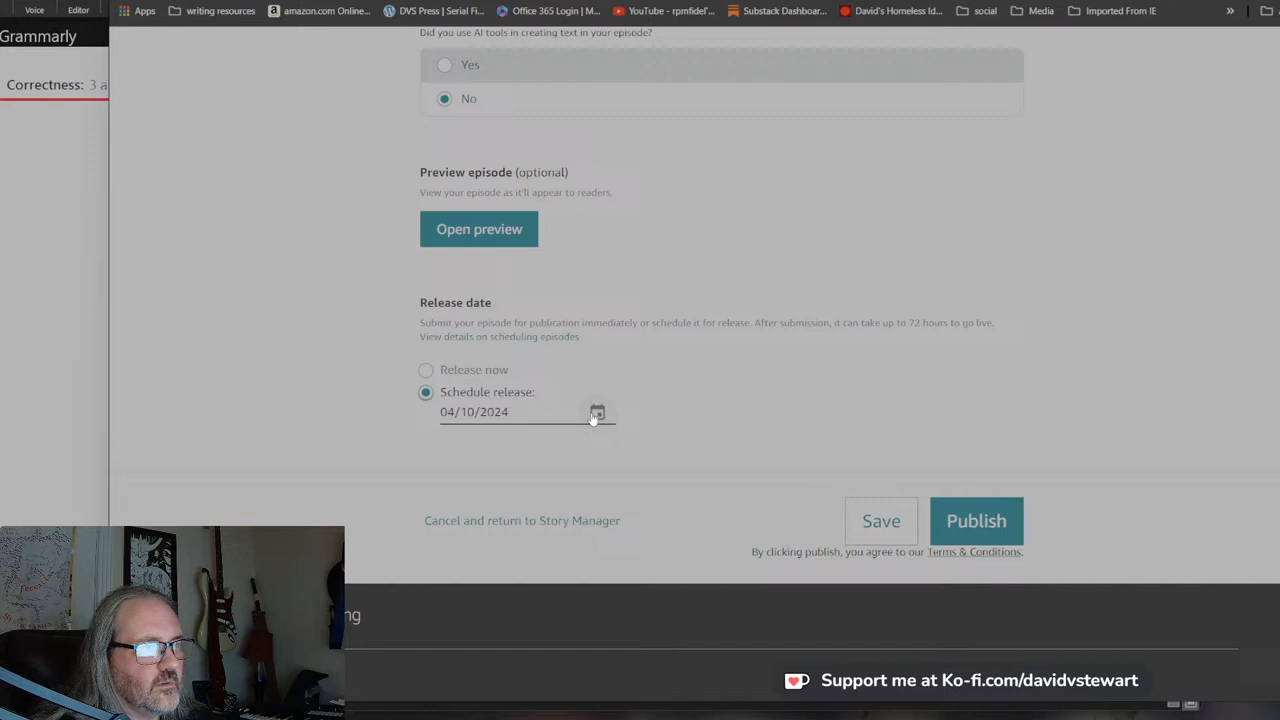 Voice Editor
Apps writing resources amazon.com Online... DVS Press | Serial Fi... Office 365 Login | M... YouTube - rpmfidel'... Substack Dashboar... David's Homeless Id... social Media Imported From IE »
Grammarly
Correctness: 3 a
Did you use AI tools in creating text in your episode?
Yes
No
Preview episode (optional)
View your episode as it'll appear to readers.
Open preview
Release date
Submit your episode for publication immediately or schedule it for release. After submission, it can take up to 72 hours to go live.
View details on scheduling episodes
Release now
Schedule release:
04/10/2024
Cancel and return to Story Manager
Save
Publish
By clicking publish, you agree to our Terms & Conditions.
ng
Support me at Ko-fi.com/davidvstewart